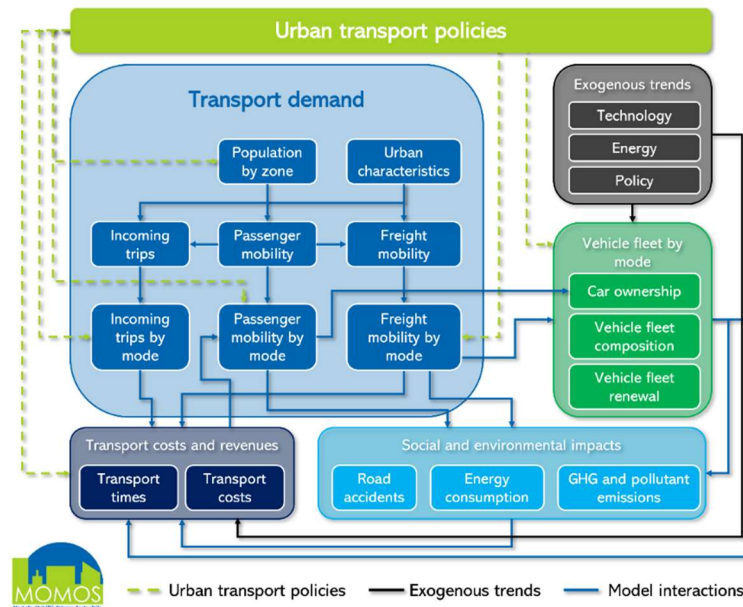 Urban transport policies
Transport demand
Exogenous trends
Technology
Energy
Policy
Population
by zone
Urban
characteristics
Incoming
trips
Passenger
mobility
Freight
mobility
Vehicle fleet by
mode
Car ownership
Vehicle fleet
composition
Vehicle fleet
renewal
Incoming
trips by
mode
Passenger
mobility by
mode
Freight
mobility by
mode
Transport costs and revenues
Transport
times
Transport
costs
Social and environmental impacts
Road
accidents
Energy
consumption
GHG and pollutant
emissions
MOMOS
Urban transport policies
Exogenous trends
Model interactions